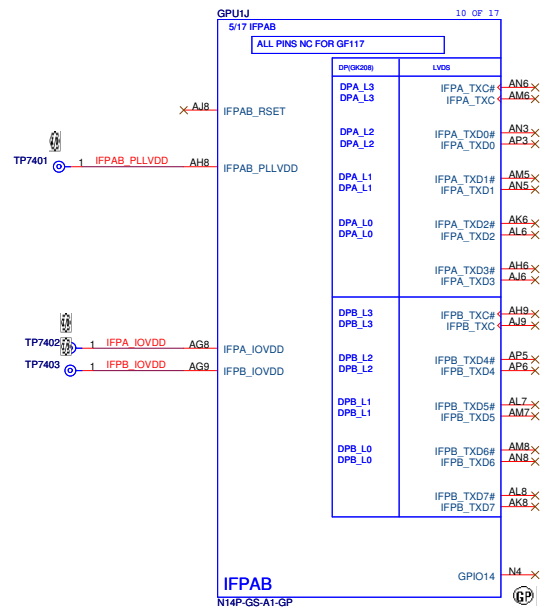 GPU1J 10 OF 17
5/17 IFPAB
ALL PINS NC FOR GF117
DP(GK208) LVDS
DPA_L3 IFPA_TXC# AN6
DPA_L3 IFPA_TXC AM6
AJ8 IFPAB_RSET
DPA_L2 IFPA_TXD0# AN3
DPA_L2 IFPA_TXD0 AP3
TP7401 1 IFPAB_PLLVDD AH8 IFPAB_PLLVDD
DPA_L1 IFPA_TXD1# AM5
DPA_L1 IFPA_TXD1 AN5
DPA_L0 IFPA_TXD2# AK6
DPA_L0 IFPA_TXD2 AL6
IFPA_TXD3# AH6
IFPA_TXD3 AJ6
DPB_L3 IFPB_TXC# AH9
DPB_L3 IFPB_TXC AJ9
TP7402 1 IFPA_IOVDD AG8 IFPA_IOVDD
TP7403 1 IFPB_IOVDD AG9 IFPB_IOVDD
DPB_L2 IFPB_TXD4# AP5
DPB_L2 IFPB_TXD4 AP6
DPB_L1 IFPB_TXD5# AL7
DPB_L1 IFPB_TXD5 AM7
DPB_L0 IFPB_TXD6# AM8
DPB_L0 IFPB_TXD6 AN8
IFPB_TXD7# AL8
IFPB_TXD7 AK8
GPIO14 N4
IFPAB
GP
N14P-GS-A1-GP